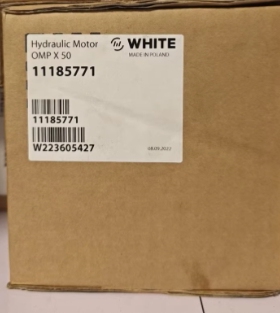 Hydraulic Motor
WHITE
OMP X 50
MADE IN POLAND
11185771
11185771
W223605427